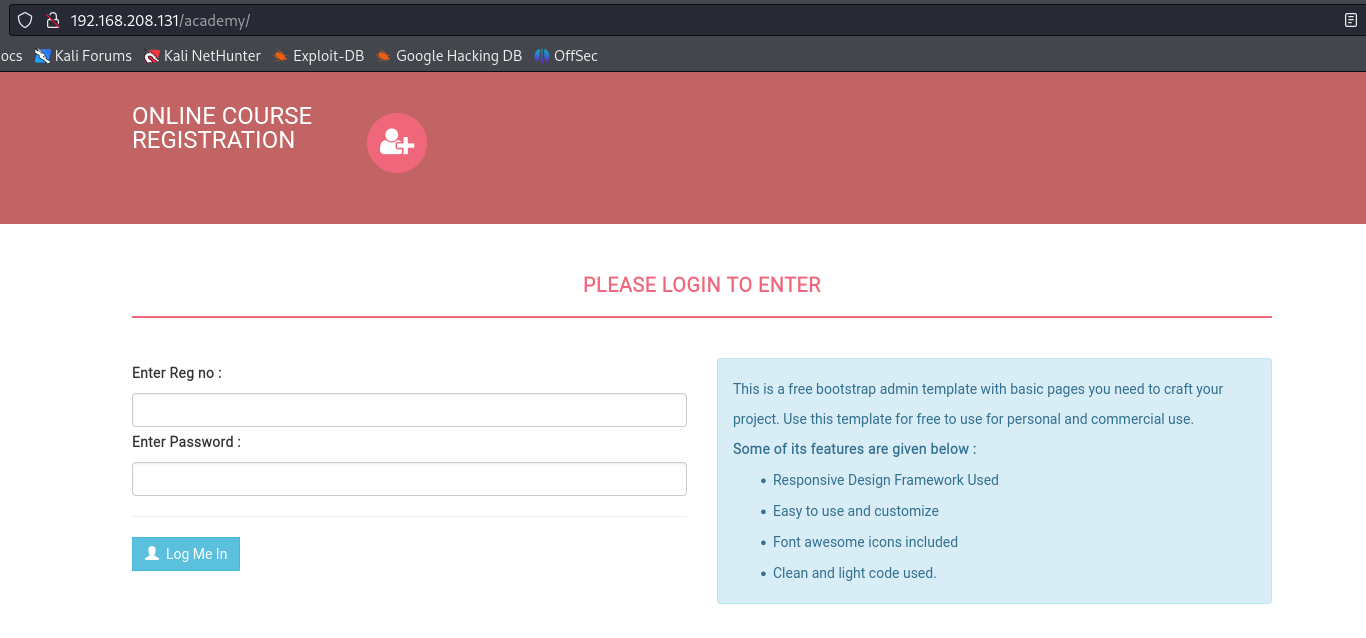 192.168.208.131/academy/
ocs Kali Forums Kali NetHunter Exploit-DB Google Hacking DB OffSec
ONLINE COURSE
REGISTRATION
PLEASE LOGIN TO ENTER
Enter Reg no :
Enter Password :
Log Me In
This is a free bootstrap admin template with basic pages you need to craft your
project. Use this template for free to use for personal and commercial use.
Some of its features are given below :
Responsive Design Framework Used
Easy to use and customize
Font awesome icons included
Clean and light code used.